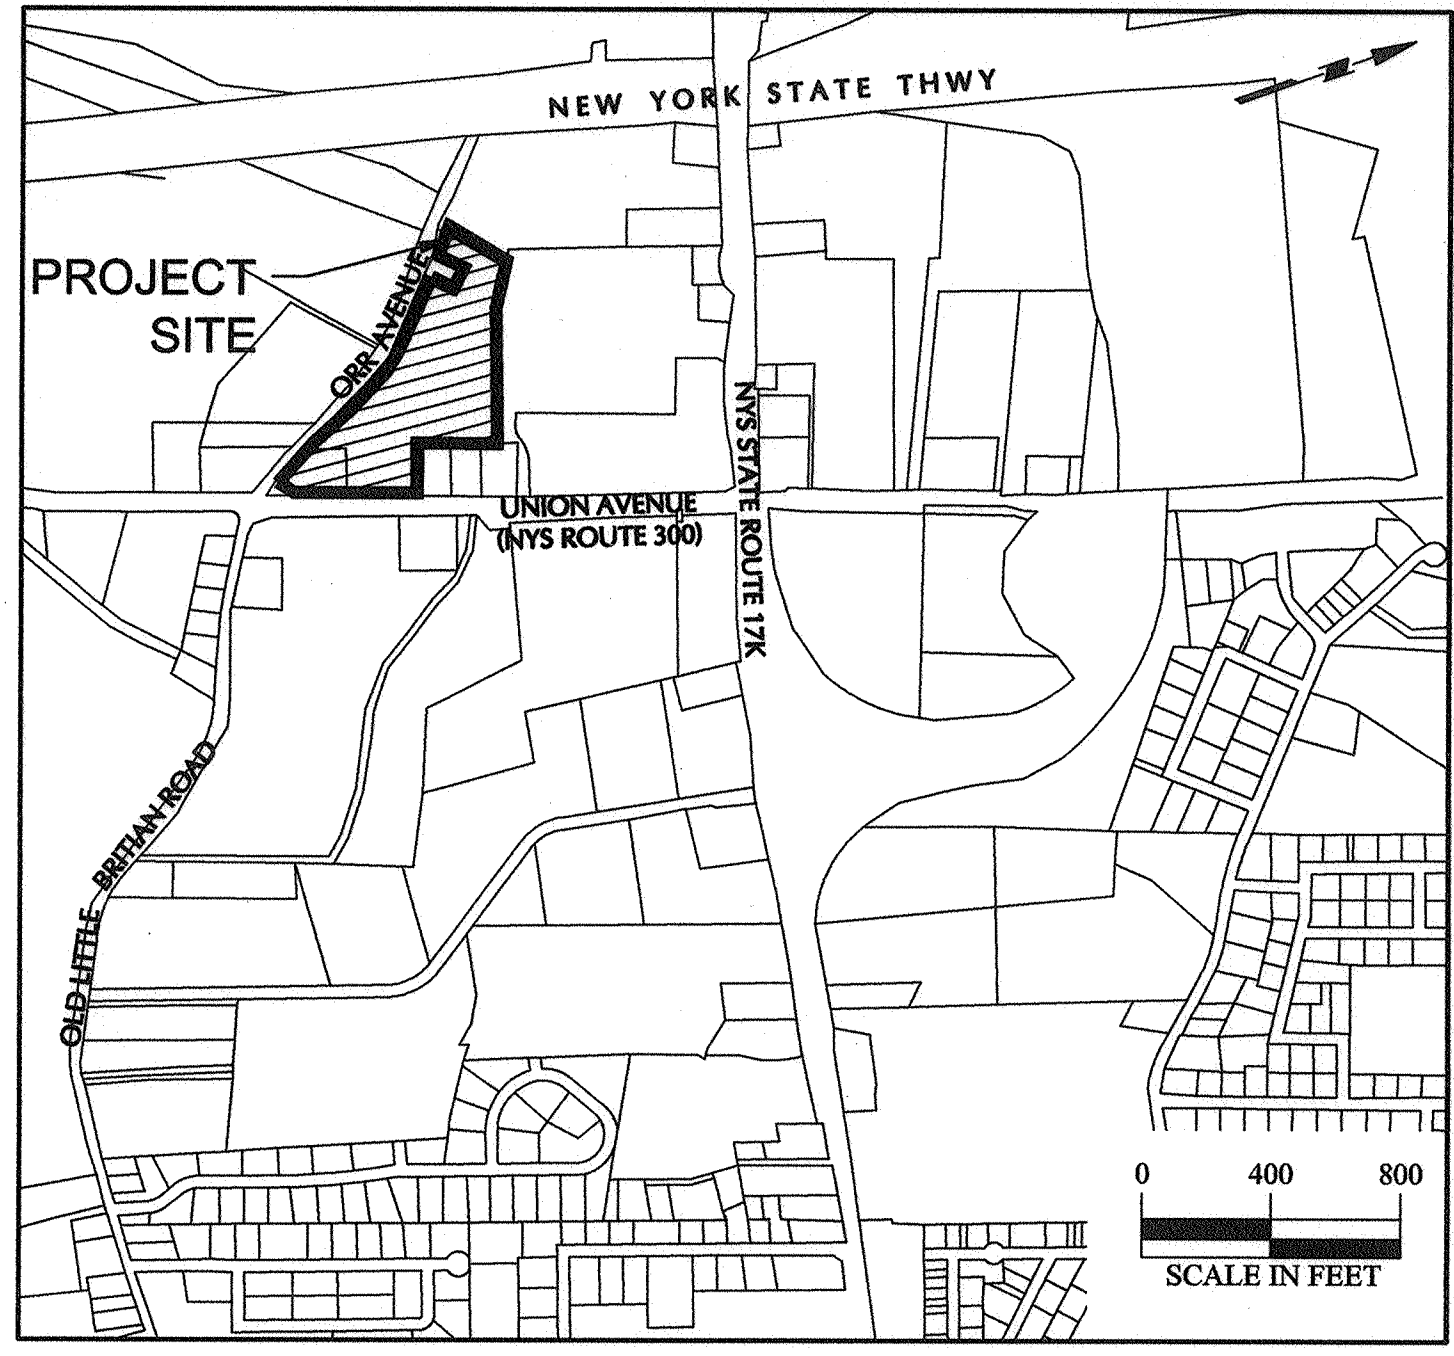 NEW YORK STATE THWY
PROJECT
SITE
ORR AVENUE
NYS STATE ROUTE 17K
UNION AVENUE
(NYS ROUTE 300)
OLD LITTLE BRITIAN ROAD
0 400 800
SCALE IN FEET